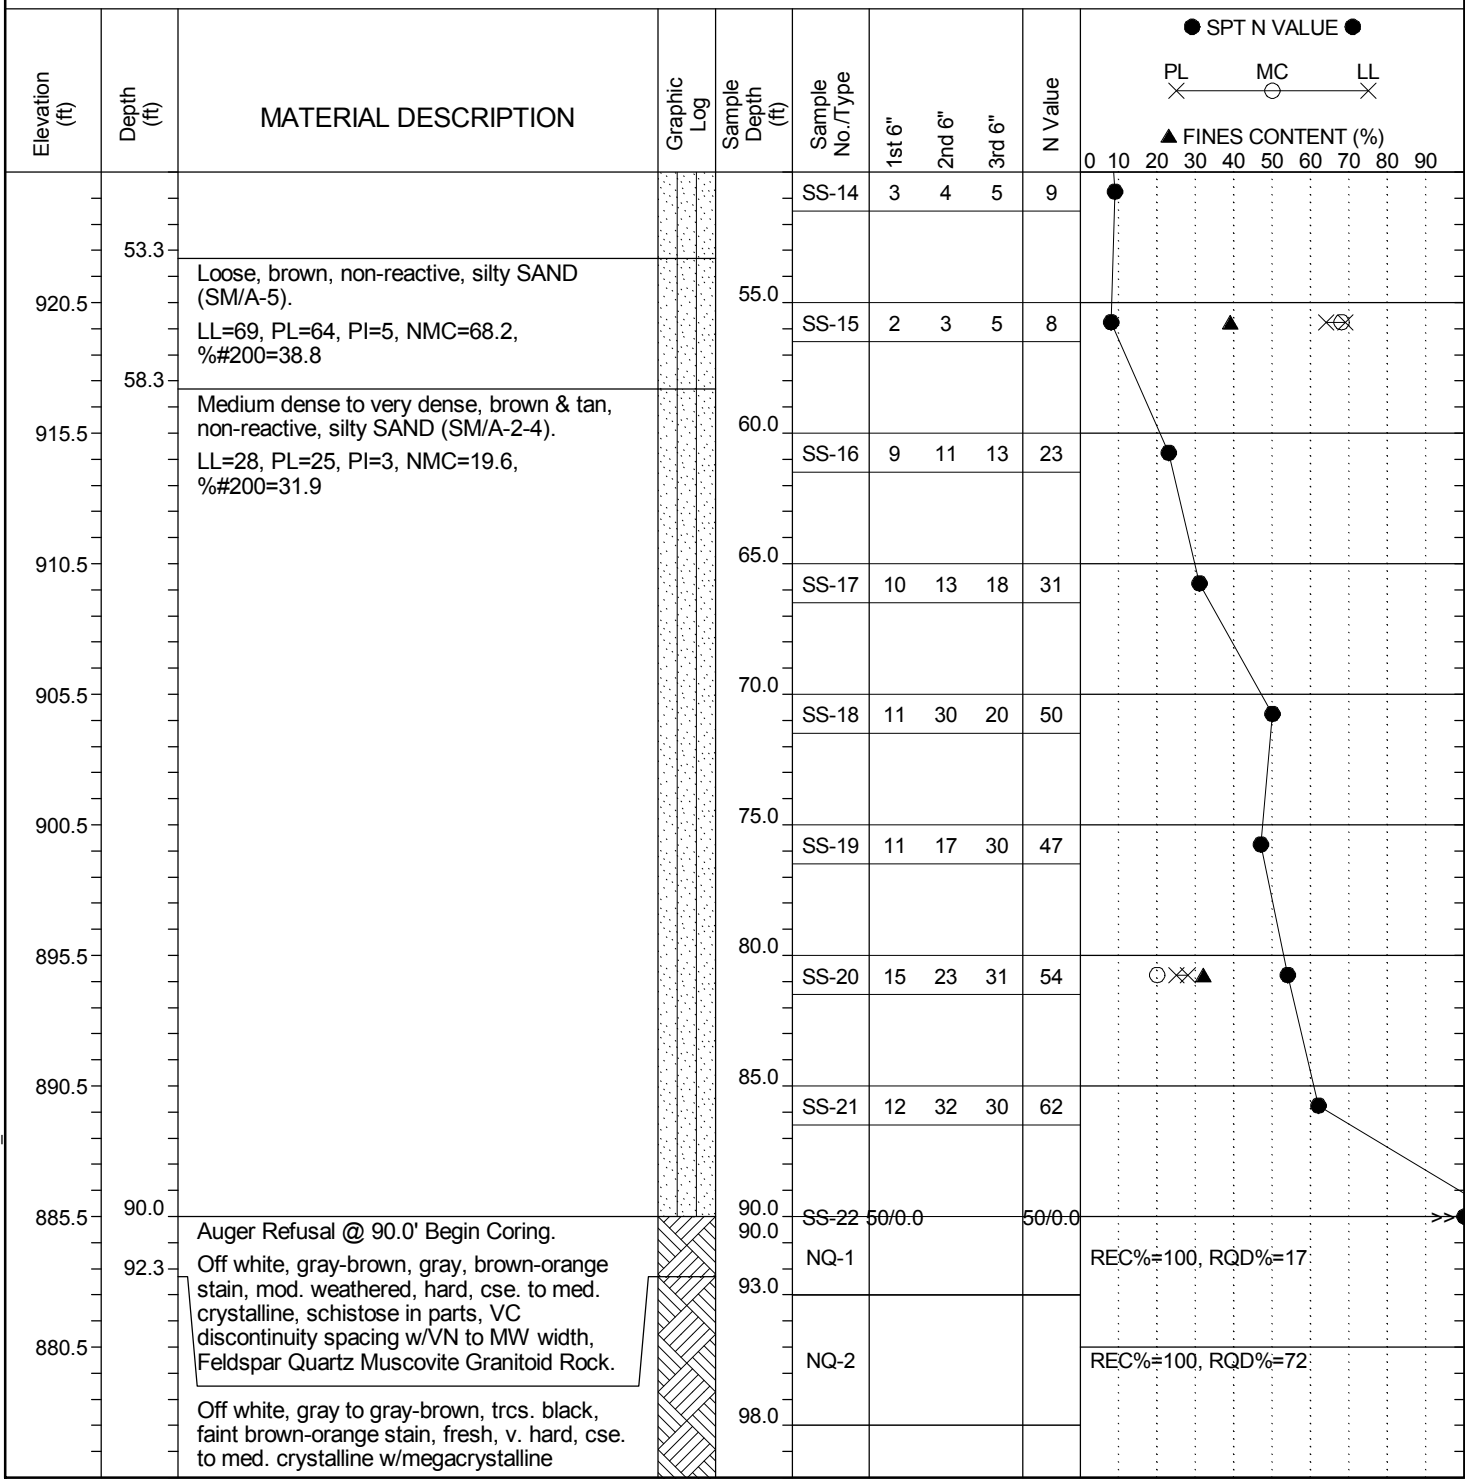 ● SPT N VALUE ●
PL MC LL
▲ FINES CONTENT (%)
0 10 20 30 40 50 60 70 80 90
Elevation
(ft)
Depth
(ft)
MATERIAL DESCRIPTION
Graphic
Log
Sample
Depth
(ft)
Sample
No./Type
1st 6"
2nd 6"
3rd 6"
N Value
SS-14 3 4 5 9
53.3
Loose, brown, non-reactive, silty SAND
(SM/A-5).
920.5
55.0
LL=69, PL=64, PI=5, NMC=68.2,
%#200=38.8
SS-15 2 3 5 8
58.3
Medium dense to very dense, brown & tan,
non-reactive, silty SAND (SM/A-2-4).
915.5
60.0
LL=28, PL=25, PI=3, NMC=19.6,
%#200=31.9
SS-16 9 11 13 23
910.5
65.0
SS-17 10 13 18 31
905.5
70.0
SS-18 11 30 20 50
900.5
75.0
SS-19 11 17 30 47
895.5
80.0
SS-20 15 23 31 54
890.5
85.0
SS-21 12 32 30 62
90.0
885.5
90.0
SS-22 50/0.0 50/0.0 >>
90.0
Auger Refusal @ 90.0' Begin Coring.
92.3
Off white, gray-brown, gray, brown-orange
stain, mod. weathered, hard, cse. to med.
crystalline, schistose in parts, VC
discontinuity spacing w/VN to MW width,
Feldspar Quartz Muscovite Granitoid Rock.
NQ-1 REC%=100, RQD%=17
93.0
880.5
NQ-2 REC%=100, RQD%=72
98.0
Off white, gray to gray-brown, trcs. black,
faint brown-orange stain, fresh, v. hard, cse.
to med. crystalline w/megacrystalline